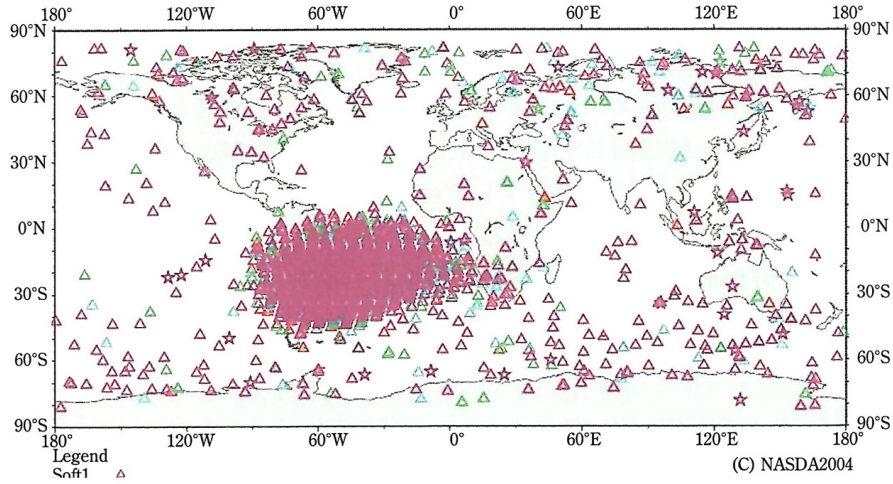 180° 120°W 60°W 0° 60°E 120°E 180°
90°N 90°N
60°N 60°N
30°N 30°N
0°N 0°N
30°S 30°S
60°S 60°S
90°S 90°S
180° 120°W 60°W 0° 60°E 120°E 180°
Legend
Soft1
(C) NASDA2004